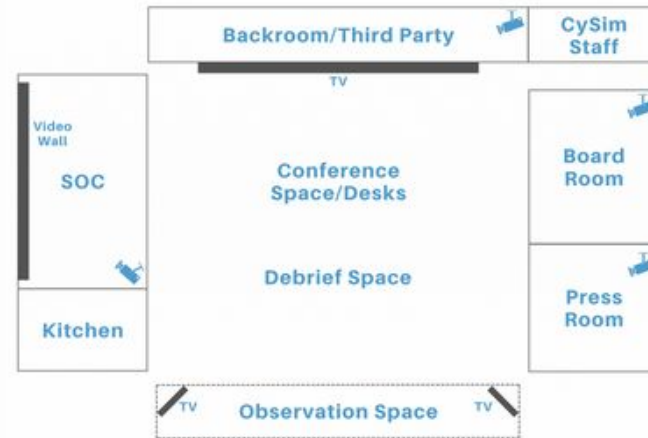 Backroom/Third Party
CySim
Staff
TV
Video
Wall
SOC
Conference
Space/Desks
Board
Room
Debrief Space
Kitchen
Press
Room
TV
Observation Space
TV